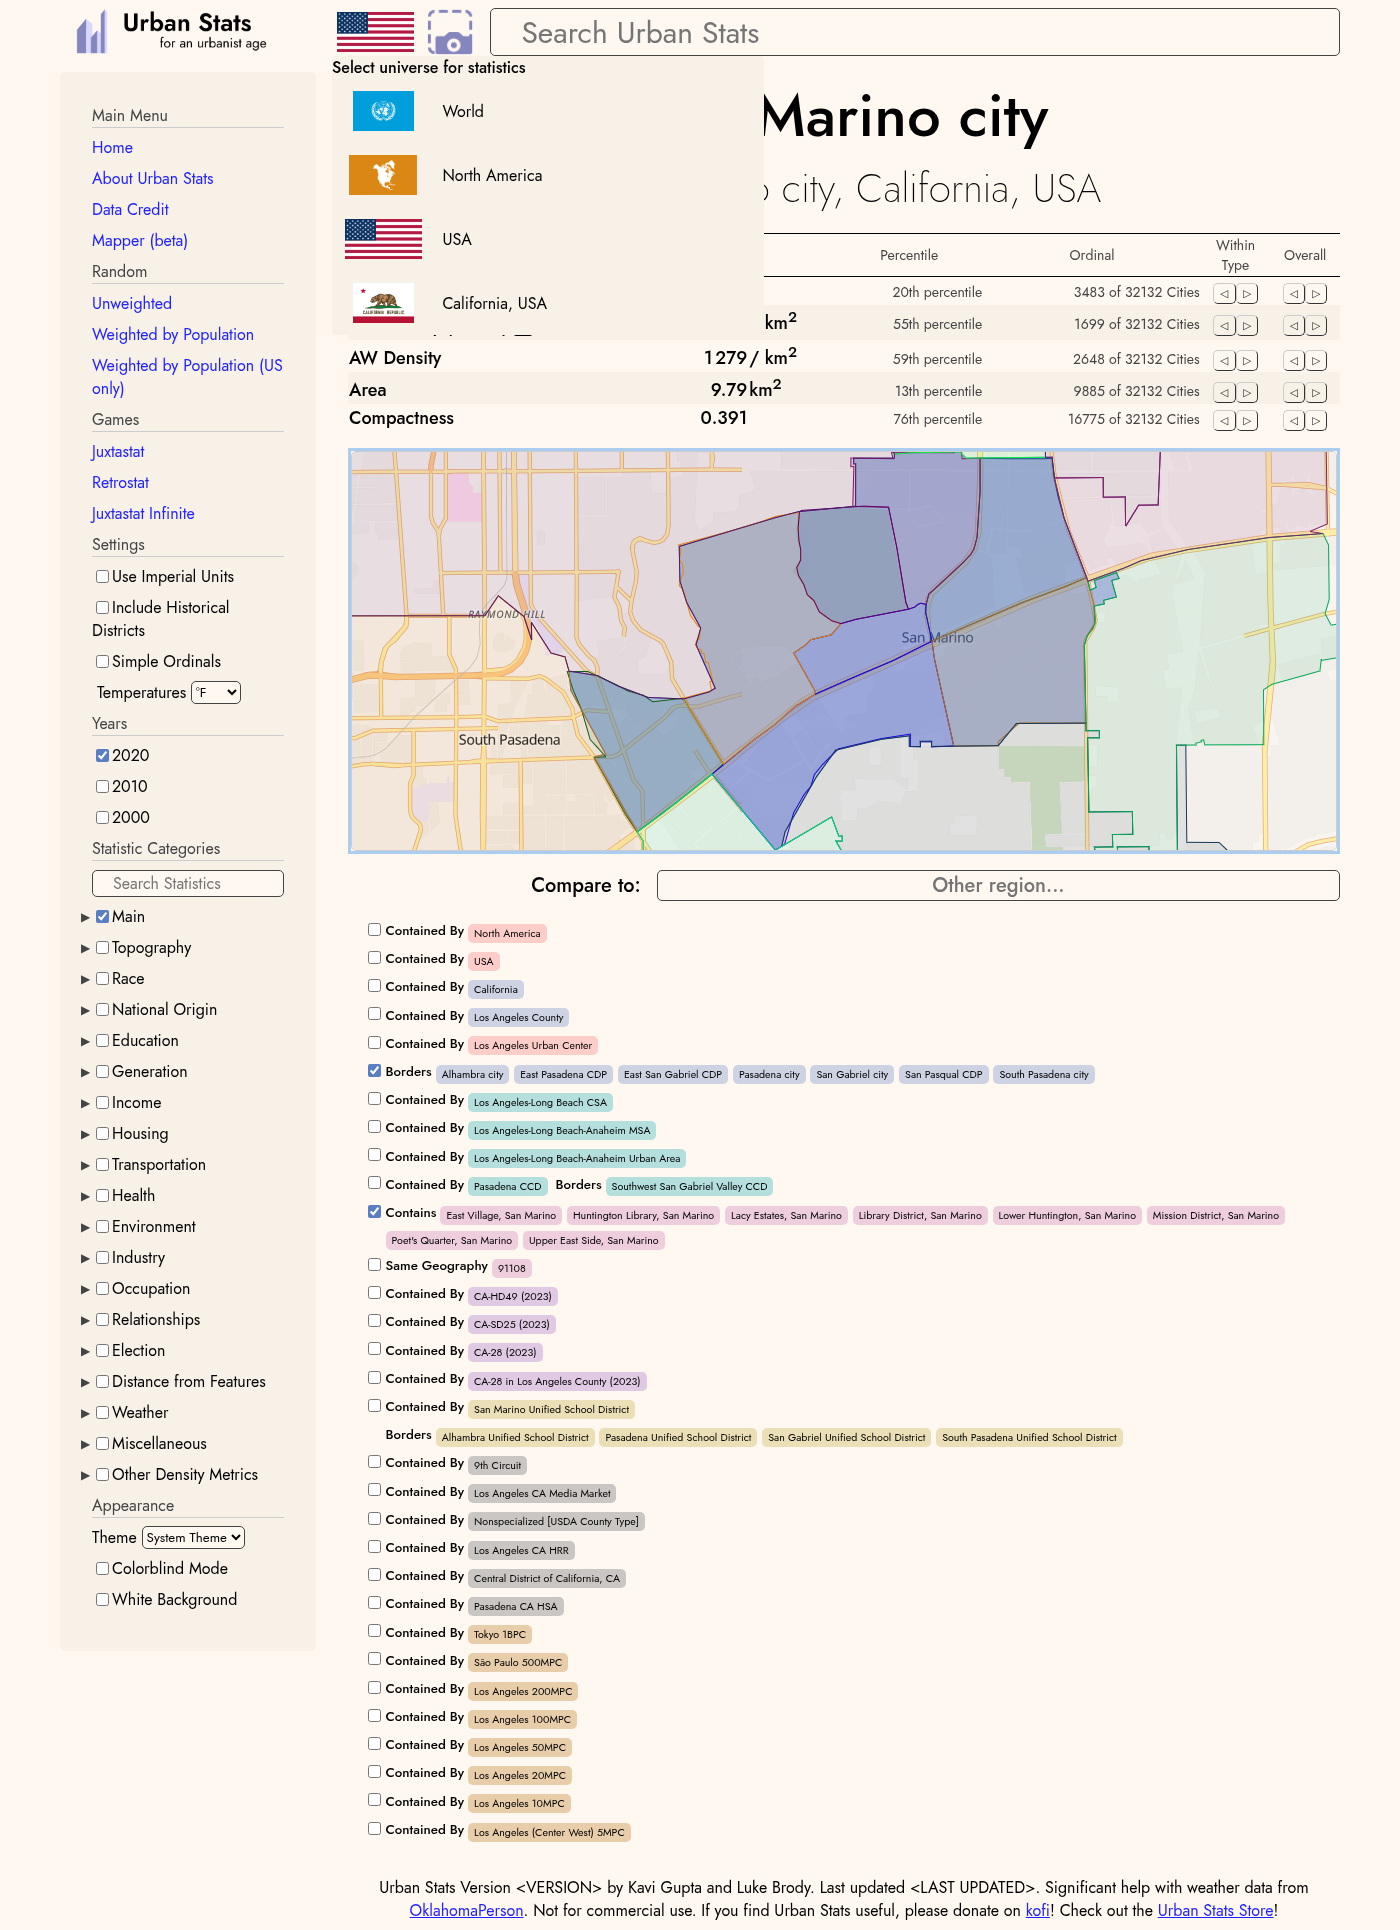 Urban Stats
for an urbanist age
Search Urban Stats
Select universe for statistics
World
North America
USA
California, USA
Marino city
city, California, USA
Main Menu
Home
About Urban Stats
Data Credit
Mapper (beta)
Random
Unweighted
Weighted by Population
Weighted by Population (US
only)
Games
Juxtastat
Retrostat
Juxtastat Infinite
Settings
Use Imperial Units
Include Historical
Districts
Simple Ordinals
Temperatures °F
Years
2020
2010
2000
Statistic Categories
Search Statistics
Main
Topography
Race
National Origin
Education
Generation
Income
Housing
Transportation
Health
Environment
Industry
Occupation
Relationships
Election
Distance from Features
Weather
Miscellaneous
Other Density Metrics
Appearance
Theme System Theme
Colorblind Mode
White Background
Percentile Ordinal Within Type Overall
20th percentile 3483 of 32132 Cities
km² 55th percentile 1699 of 32132 Cities
AW Density 1 279 / km² 59th percentile 2648 of 32132 Cities
Area 9.79 km² 13th percentile 9885 of 32132 Cities
Compactness 0.391 76th percentile 16775 of 32132 Cities
RAYMOND HILL
San Marino
South Pasadena
Compare to: Other region...
Contained By North America
Contained By USA
Contained By California
Contained By Los Angeles County
Contained By Los Angeles Urban Center
Borders Alhambra city East Pasadena CDP East San Gabriel CDP Pasadena city San Gabriel city San Pasqual CDP South Pasadena city
Contained By Los Angeles-Long Beach CSA
Contained By Los Angeles-Long Beach-Anaheim MSA
Contained By Los Angeles-Long Beach-Anaheim Urban Area
Contained By Pasadena CCD Borders Southwest San Gabriel Valley CCD
Contains East Village, San Marino Huntington Library, San Marino Lacy Estates, San Marino Library District, San Marino Lower Huntington, San Marino Mission District, San Marino
Poet's Quarter, San Marino Upper East Side, San Marino
Same Geography 91108
Contained By CA-HD49 (2023)
Contained By CA-SD25 (2023)
Contained By CA-28 (2023)
Contained By CA-28 in Los Angeles County (2023)
Contained By San Marino Unified School District
Borders Alhambra Unified School District Pasadena Unified School District San Gabriel Unified School District South Pasadena Unified School District
Contained By 9th Circuit
Contained By Los Angeles CA Media Market
Contained By Nonspecialized [USDA County Type]
Contained By Los Angeles CA HRR
Contained By Central District of California, CA
Contained By Pasadena CA HSA
Contained By Tokyo 1BPC
Contained By São Paulo 500MPC
Contained By Los Angeles 200MPC
Contained By Los Angeles 100MPC
Contained By Los Angeles 50MPC
Contained By Los Angeles 20MPC
Contained By Los Angeles 10MPC
Contained By Los Angeles (Center West) 5MPC
Urban Stats Version <VERSION> by Kavi Gupta and Luke Brody. Last updated <LAST UPDATED>. Significant help with weather data from
OklahomaPerson. Not for commercial use. If you find Urban Stats useful, please donate on kofi! Check out the Urban Stats Store!